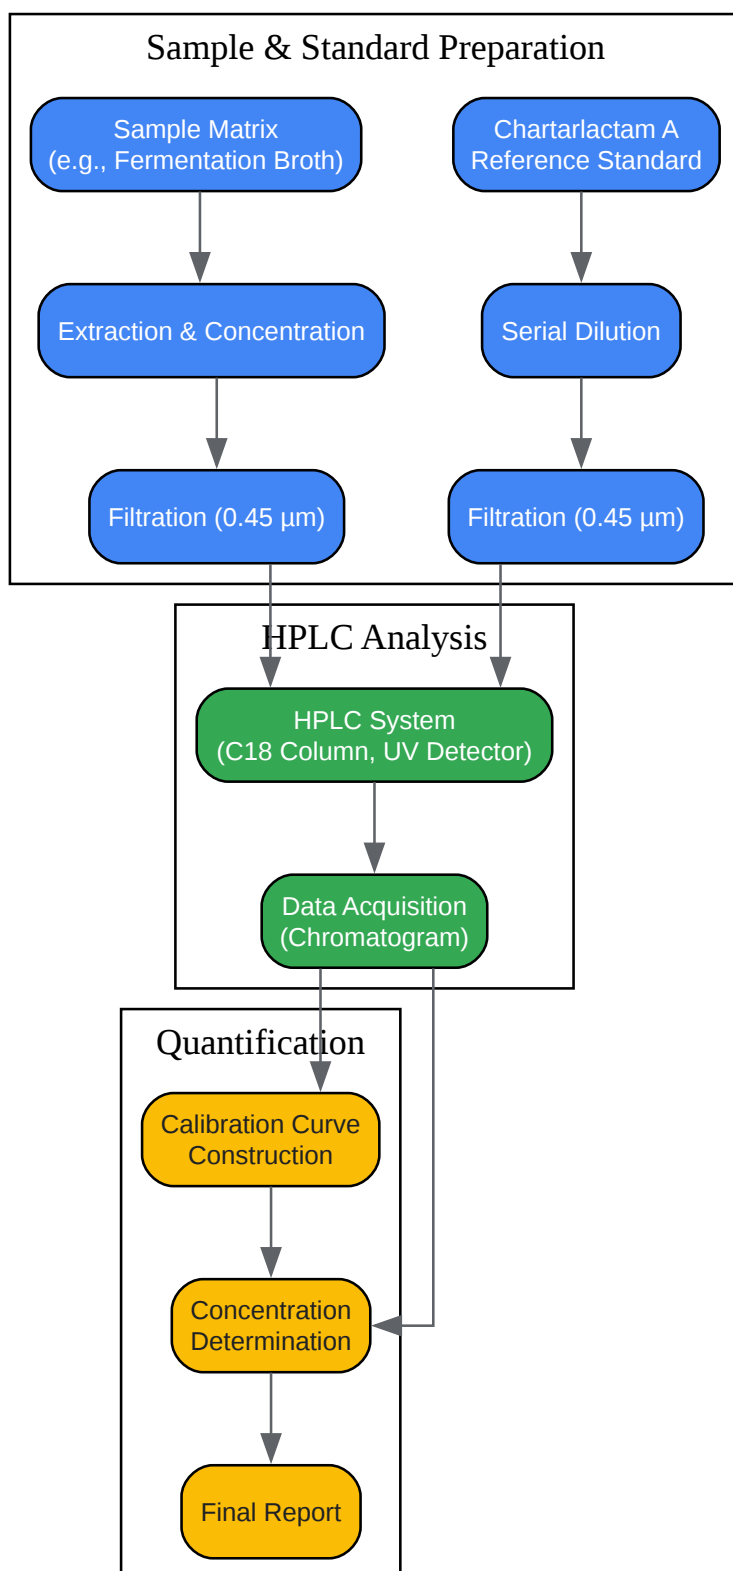 Sample & Standard Preparation
Sample Matrix
(e.g., Fermentation Broth)
Chartarlactam A
Reference Standard
Extraction & Concentration
Serial Dilution
Filtration (0.45 µm)
Filtration (0.45 µm)
HPLC Analysis
HPLC System
(C18 Column, UV Detector)
Data Acquisition
(Chromatogram)
Quantification
Calibration Curve
Construction
Concentration
Determination
Final Report